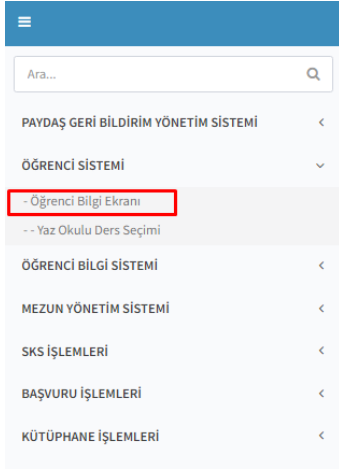 Ara...
PAYDAŞ GERİ BİLDİRİM YÖNETİM SİSTEMİ
ÖĞRENCİ SİSTEMİ
- Öğrenci Bilgi Ekranı
- - Yaz Okulu Ders Seçimi
ÖĞRENCİ BİLGİ SİSTEMİ
MEZUN YÖNETİM SİSTEMİ
SKS İŞLEMLERİ
BAŞVURU İŞLEMLERİ
KÜTÜPHANE İŞLEMLERİ